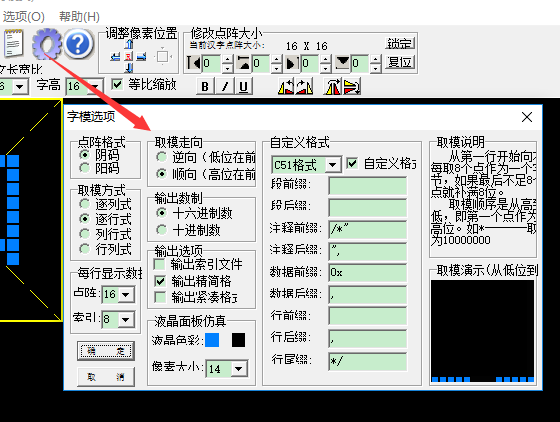 选项(O) 帮助(H)
调整像素位置
修改点阵大小
当前汉字点阵大小: 16 X 16
锁定
0 0 0 0
复位
字高 16
等比缩放
B I U
字模选项
点阵格式
阴码
阳码
取模方式
逐列式
逐行式
列行式
行列式
每行显示数据
点阵: 16
索引: 8
确 定
取 消
取模走向
逆向（低位在前
顺向（高位在前
输出数制
十六进制数
十进制数
输出选项
输出索引文件
输出精简格
输出紧凑格式
液晶面板仿真
液晶色彩:
像素大小: 14
自定义格式
C51格式
自定义格式
段前缀:
段后缀:
注释前缀: /*"
注释后缀: ",
数据前缀: 0x
数据后缀: ,
行前缀:
行后缀: ,
行尾缀: */
取模说明
从第一行开始向
每取8个点作为一个字
节，如果最后不足8个
点就补满8位。
取模顺序是从高到
低，即第一个点作为
高位。如*-------取
为10000000
取模演示(从低位到